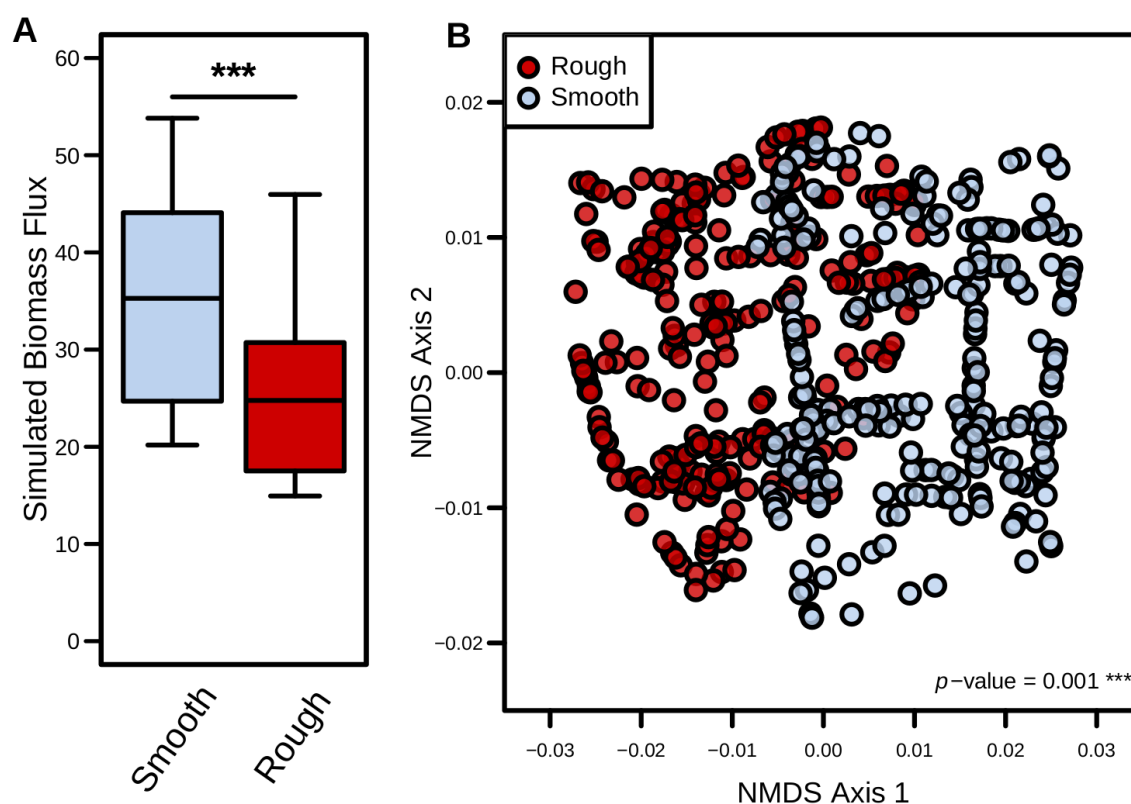 A
Simulated Biomass Flux
60
50
40
30
20
10
0
***
Smooth
Rough
B
Rough
Smooth
NMDS Axis 2
0.02
0.01
0.00
−0.01
−0.02
p−value = 0.001 ***
−0.03
−0.02
−0.01
0.00
0.01
0.02
0.03
NMDS Axis 1